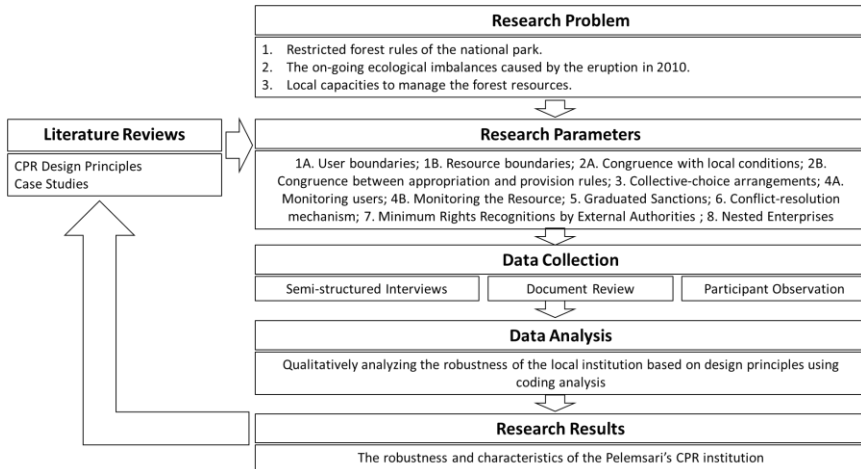 Research Problem
1. Restricted forest rules of the national park.
2. The on-going ecological imbalances caused by the eruption in 2010.
3. Local capacities to manage the forest resources.
Literature Reviews
CPR Design Principles
Case Studies
Research Parameters
1A. User boundaries; 1B. Resource boundaries; 2A. Congruence with local conditions; 2B.
Congruence between appropriation and provision rules; 3. Collective-choice arrangements; 4A.
Monitoring users; 4B. Monitoring the Resource; 5. Graduated Sanctions; 6. Conflict-resolution
mechanism; 7. Minimum Rights Recognitions by External Authorities ; 8. Nested Enterprises
Data Collection
Semi-structured Interviews
Document Review
Participant Observation
Data Analysis
Qualitatively analyzing the robustness of the local institution based on design principles using
coding analysis
Research Results
The robustness and characteristics of the Pelemsari's CPR institution